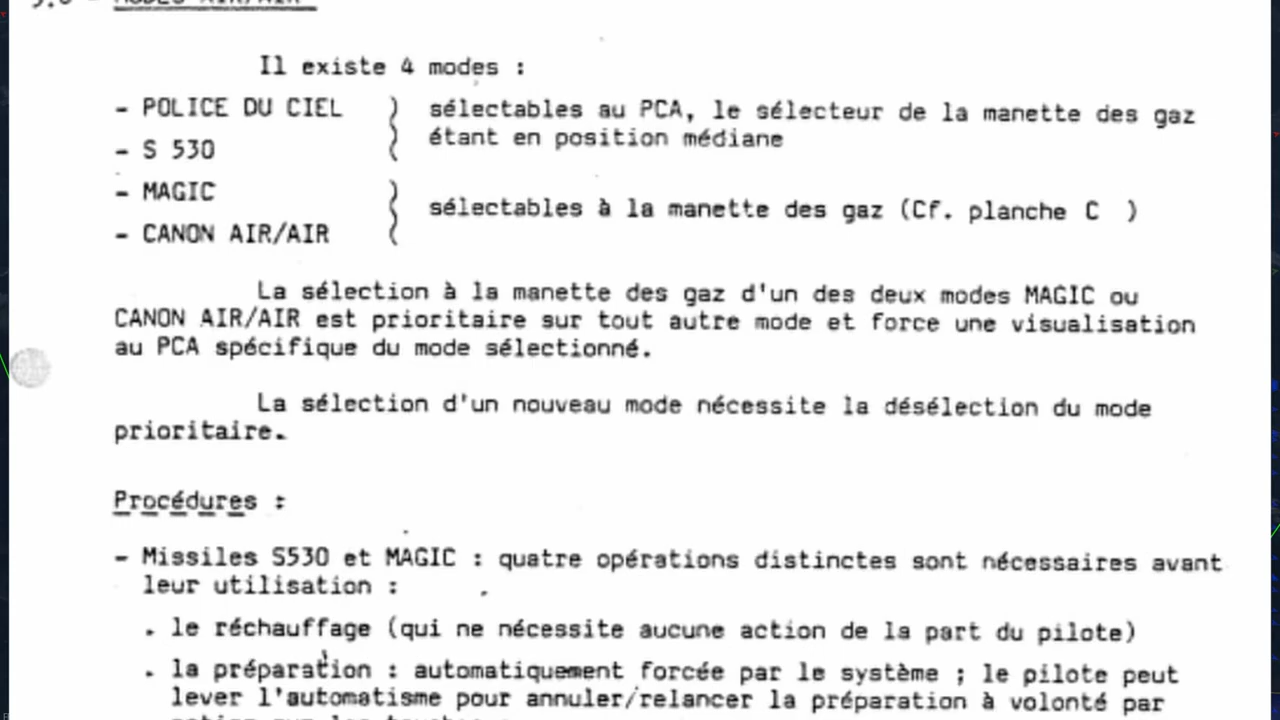 MODES AIR/AIR
Il existe 4 modes :
- POLICE DU CIEL
- S 530
sélectables au PCA, le sélecteur de la manette des gaz
étant en position médiane
- MAGIC
- CANON AIR/AIR
sélectables à la manette des gaz (Cf. planche C )
La sélection à la manette des gaz d'un des deux modes MAGIC ou
CANON AIR/AIR est prioritaire sur tout autre mode et force une visualisation
au PCA spécifique du mode sélectionné.
La sélection d'un nouveau mode nécessite la désélection du mode
prioritaire.
Procédures :
- Missiles S530 et MAGIC : quatre opérations distinctes sont nécessaires avant
leur utilisation :
. le réchauffage (qui ne nécessite aucune action de la part du pilote)
. la préparation : automatiquement forcée par le système ; le pilote peut
lever l'automatisme pour annuler/relancer la préparation à volonté par